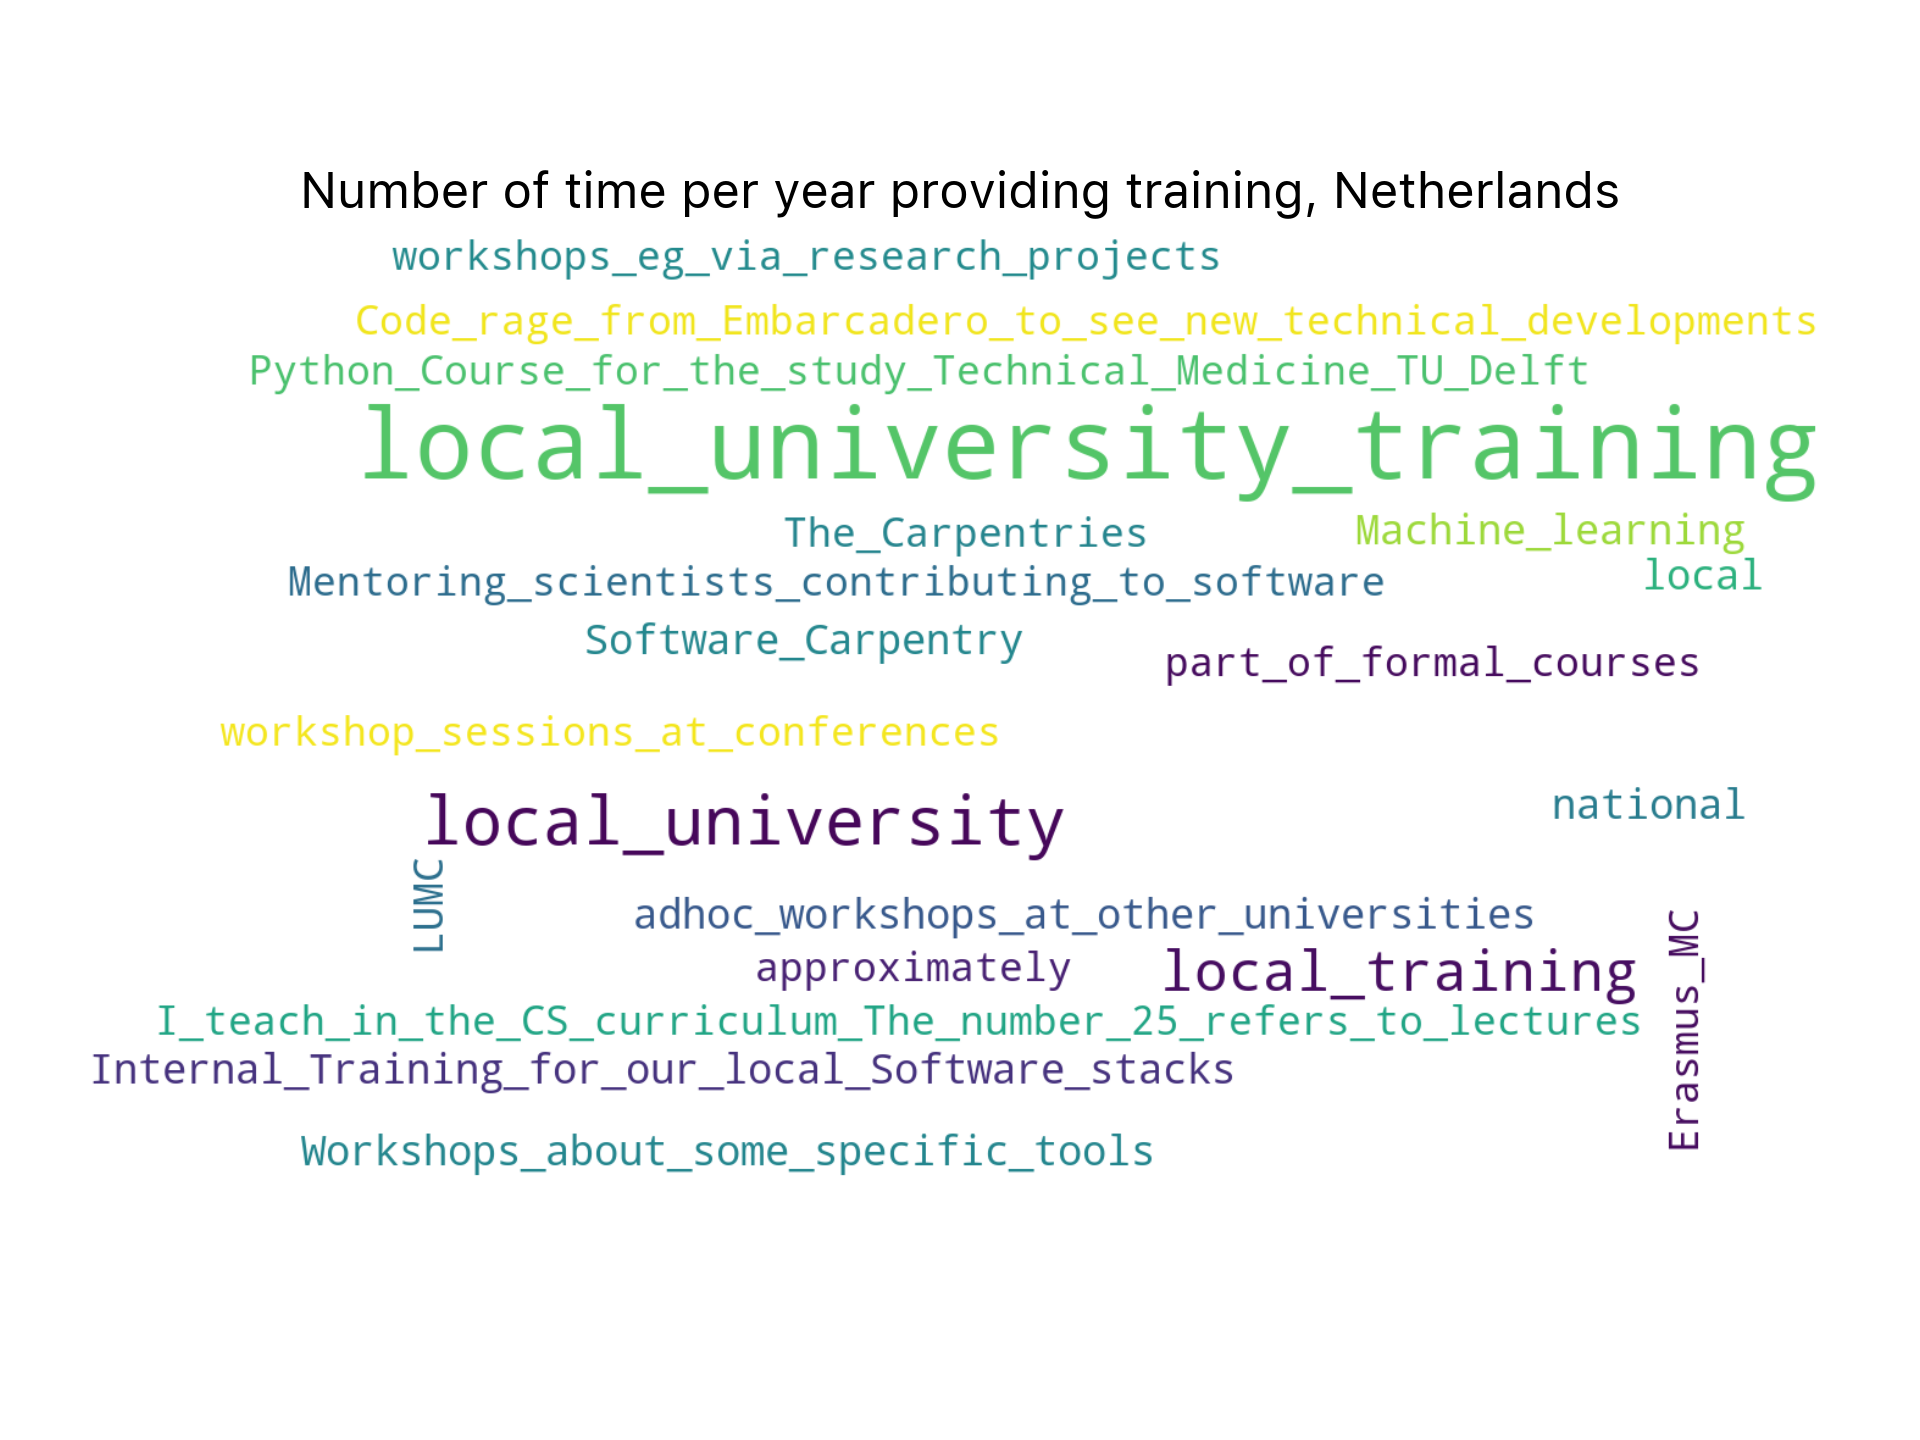 Number of time per year providing training, Netherlands
workshops_eg_via_research_projects
Code_rage_from_Embarcadero_to_see_new_technical_developments
Python_Course_for_the_study_Technical_Medicine_TU_Delft
local_university_training
The_Carpentries
Machine_learning
Mentoring_scientists_contributing_to_software
local
Software_Carpentry
part_of_formal_courses
workshop_sessions_at_conferences
local_university
national
LUMC
adhoc_workshops_at_other_universities
approximately
local_training
Erasmus_MC
I_teach_in_the_CS_curriculum_The_number_25_refers_to_lectures
Internal_Training_for_our_local_Software_stacks
Workshops_about_some_specific_tools